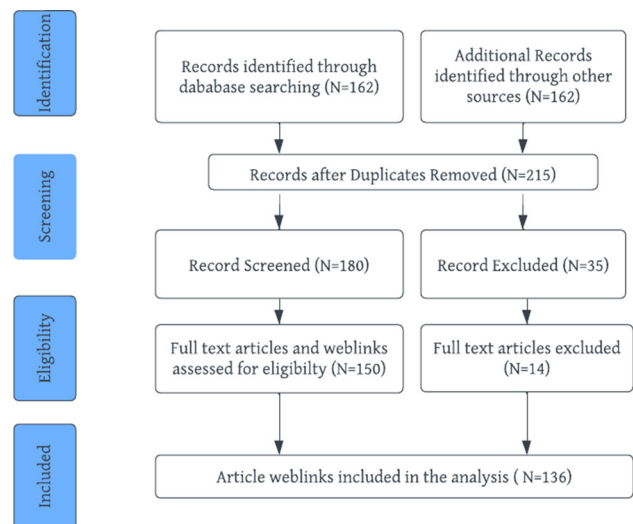 Identification
Records identified through
dababase searching (N=162)
Additional Records
identified through other
sources (N=162)
Screening
Records after Duplicates Removed (N=215)
Record Screened (N=180)
Record Excluded (N=35)
Eligibility
Full text articles and weblinks
assessed for eligibilty (N=150)
Full text articles excluded
(N=14)
Included
Article weblinks included in the analysis ( N=136)